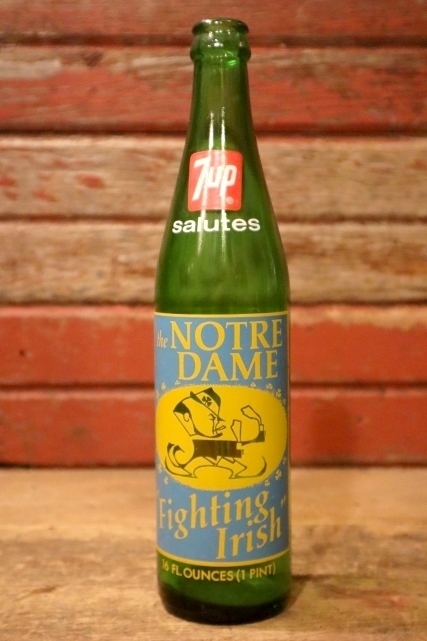 7up
salutes
the NOTRE
DAME
"Fighting
Irish"
16 FL OUNCES (1 PINT)